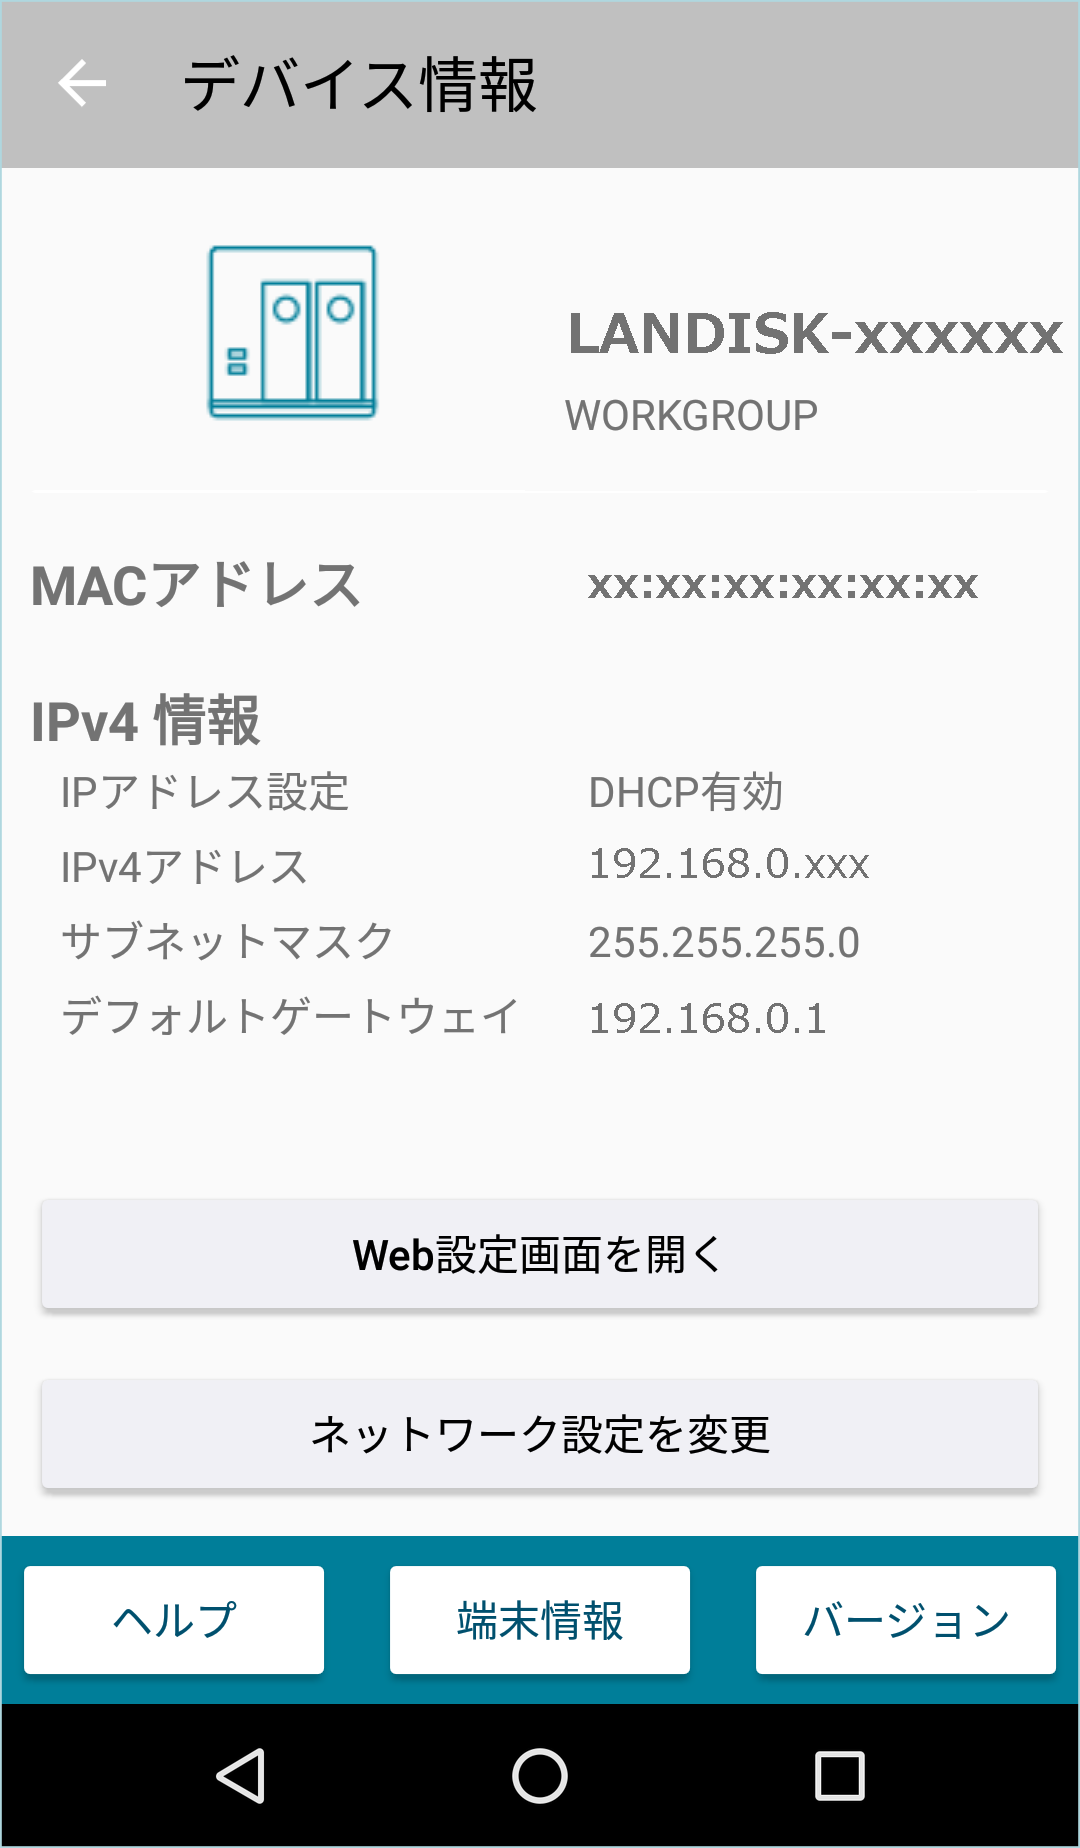 デバイス情報
LANDISK-xxxxxx
WORKGROUP
MACアドレス xx:xx:xx:xx:xx:xx
IPv4 情報
IPアドレス設定 DHCP有効
IPv4アドレス 192.168.0.xxx
サブネットマスク 255.255.255.0
デフォルトゲートウェイ 192.168.0.1
Web設定画面を開く
ネットワーク設定を変更
ヘルプ 端末情報 バージョン